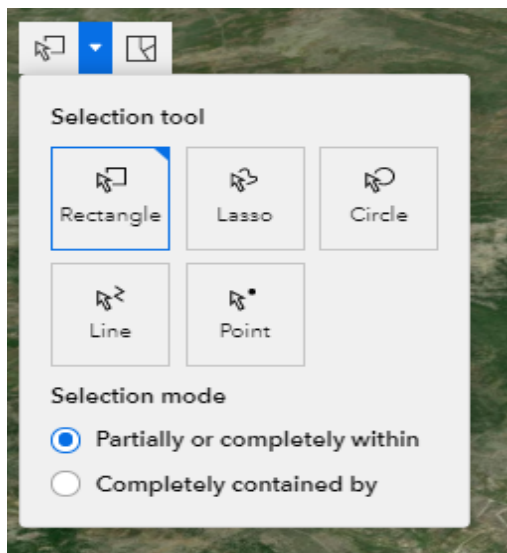 Selection tool
Rectangle
Lasso
Circle
Line
Point
Selection mode
Partially or completely within
Completely contained by